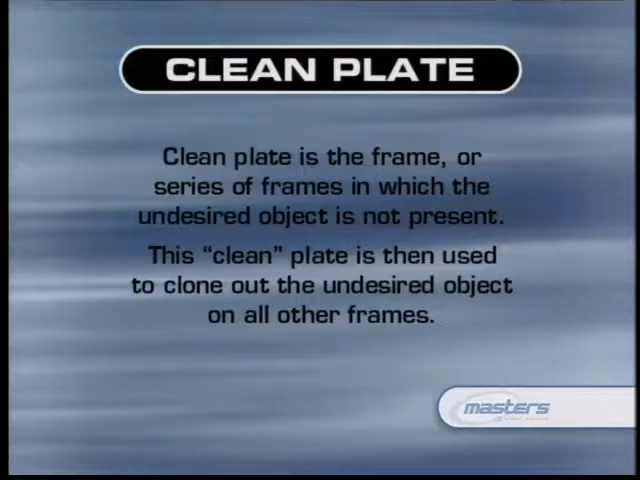 CLEAN PLATE
Clean plate is the frame, or
series of frames in which the
undesired object is not present.
This “clean” plate is then used
to clone out the undesired object
on all other frames.
masters